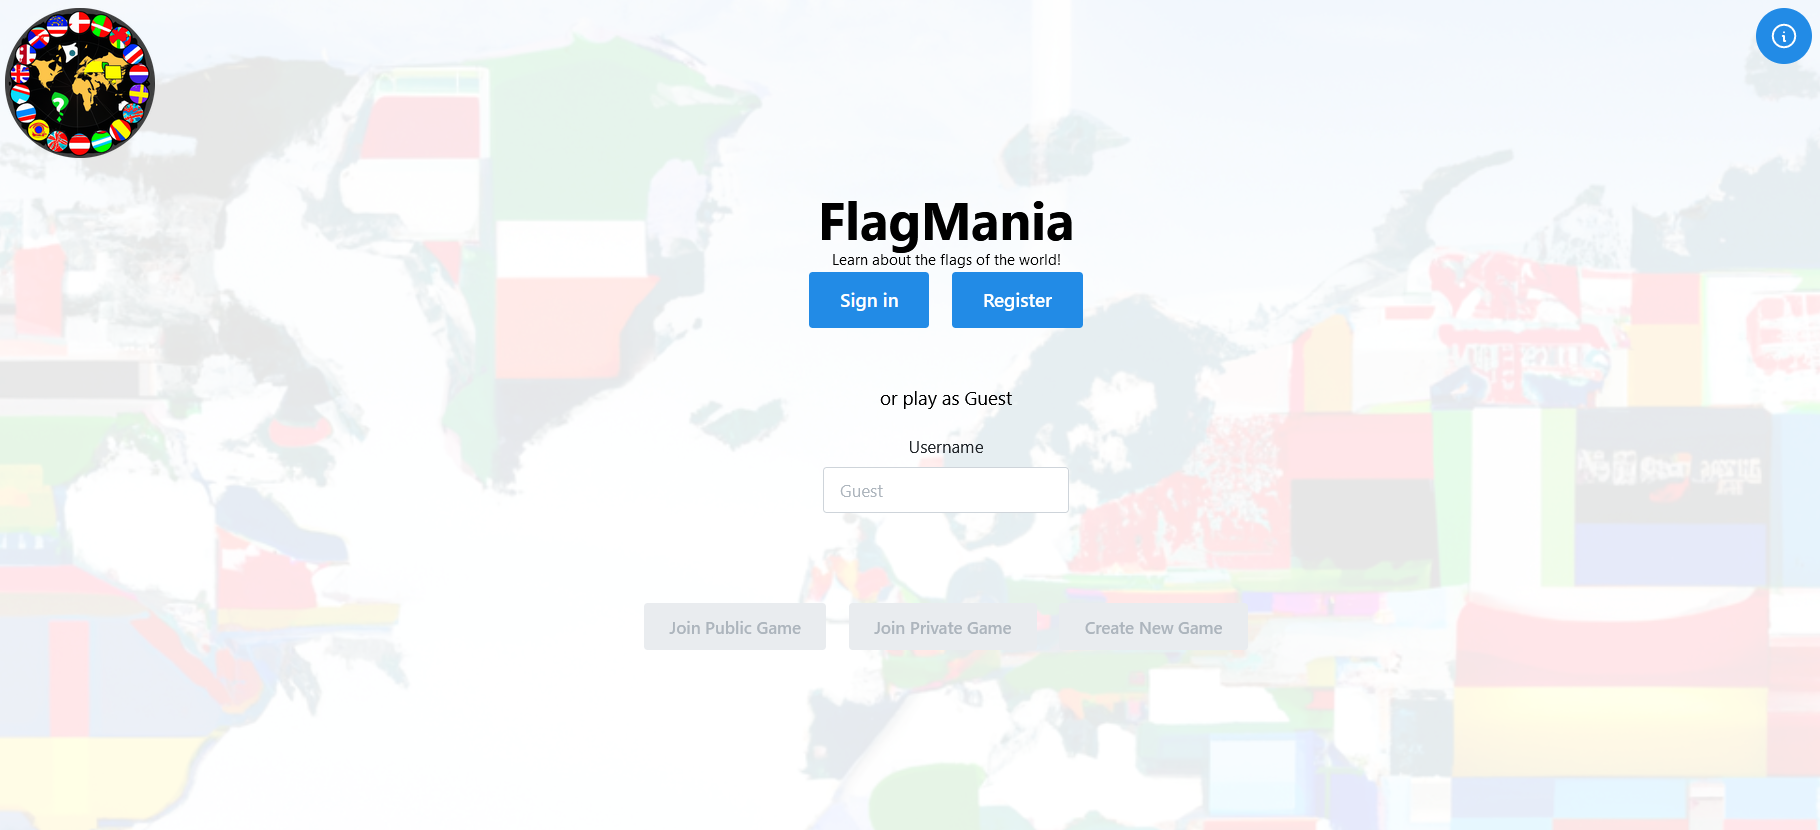 FlagMania
Learn about the flags of the world!
Sign in
Register
or play as Guest
Username
Guest
Join Public Game
Join Private Game
Create New Game